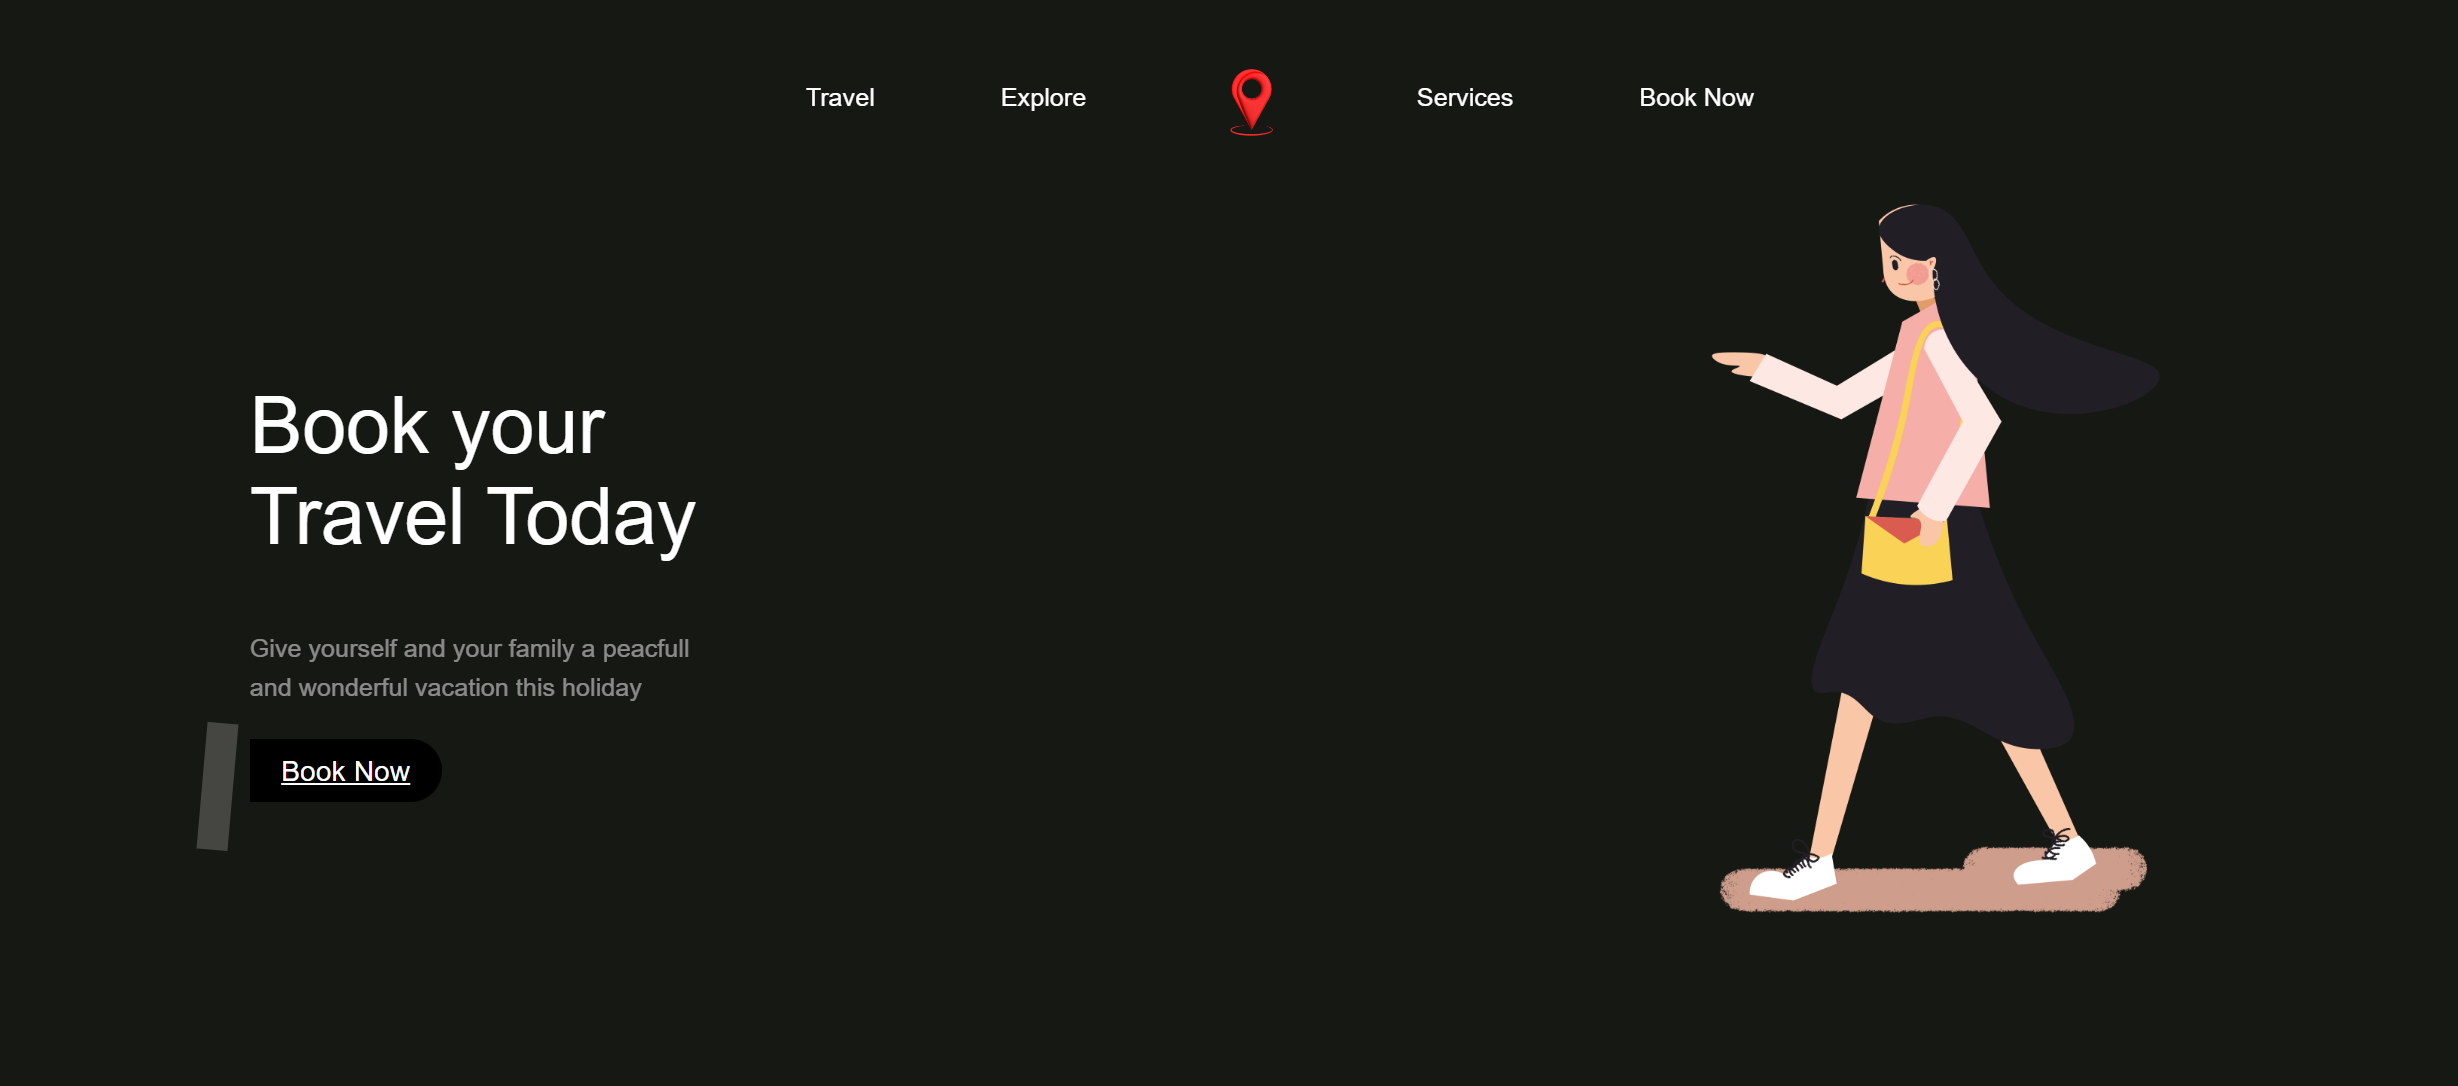 Travel Explore Services Book Now
Book your
Travel Today
Give yourself and your family a peacfull
and wonderful vacation this holiday
Book Now